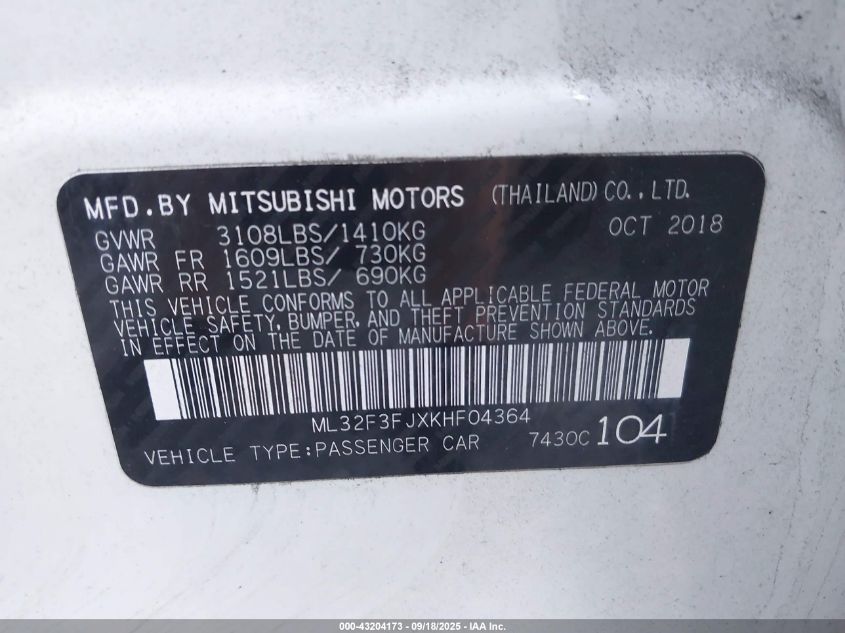 MFD.BY MITSUBISHI MOTORS (THAILAND)CO.,LTD.
GVWR 3108LBS/1410KG OCT 2018
GAWR FR 1609LBS/ 730KG
GAWR RR 1521LBS/ 690KG
THIS VEHICLE CONFORMS TO ALL APPLICABLE FEDERAL MOTOR
VEHICLE SAFETY, BUMPER, AND THEFT PREVENTION STANDARDS
IN EFFECT ON THE DATE OF MANUFACTURE SHOWN ABOVE.
ML32F3FJXKHF04364
VEHICLE TYPE:PASSENGER CAR 7430C 104
000-43204173 - 09/18/2025 - IAA Inc.